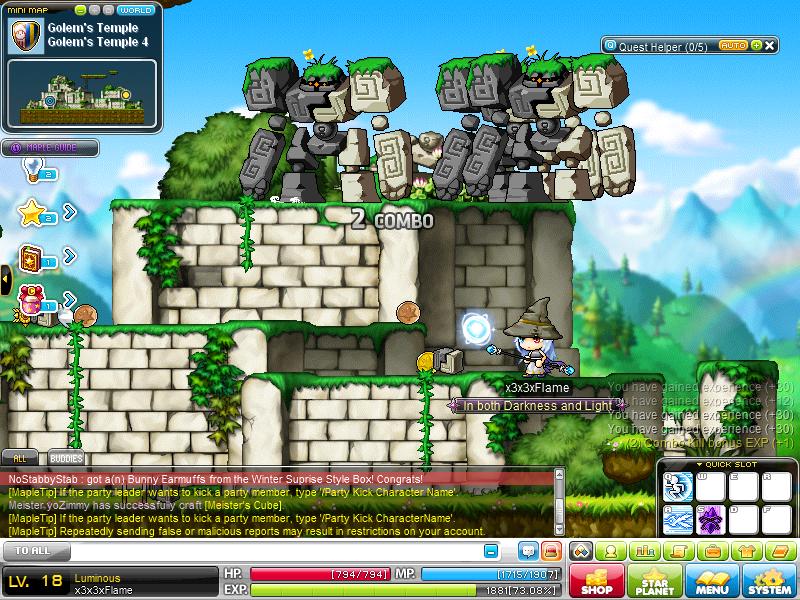 MINI MAP
WORLD
Golem's Temple
Golem's Temple 4
Quest Helper (0/5)
AUTO
MAPLE GUIDE
2
2
1
1
2 COMBO
x3x3xFlame
In both Darkness and Light
You have gained experience (+30)
You have gained experience (+12)
You have gained experience (+30)
You have gained experience (+30)
(2) Combo kill bonus EXP (+1)
ALL
BUDDIES
QUICK SLOT
NoStabbyStab : got a(n) Bunny Earmuffs from the Winter Suprise Style Box! Congrats!
[MapleTip] If the party leader wants to kick a party member, type '/Party Kick Character Name'.
Meister.yoZimmy has successfully craft [Meister's Cube].
[MapleTip] If the party leader wants to kick a party member, type '/Party Kick CharacterName'.
[MapleTip] Repeatedly sending false or malicious reports may result in restrictions on your account.
W
E
R
A
S
D
F
TO ALL
LV. 18
Luminous
x3x3xFlame
HP.
[794/794]
MP.
[1715/1907]
EXP.
1881[73.08%]
SHOP
STAR PLANET
MENU
SYSTEM